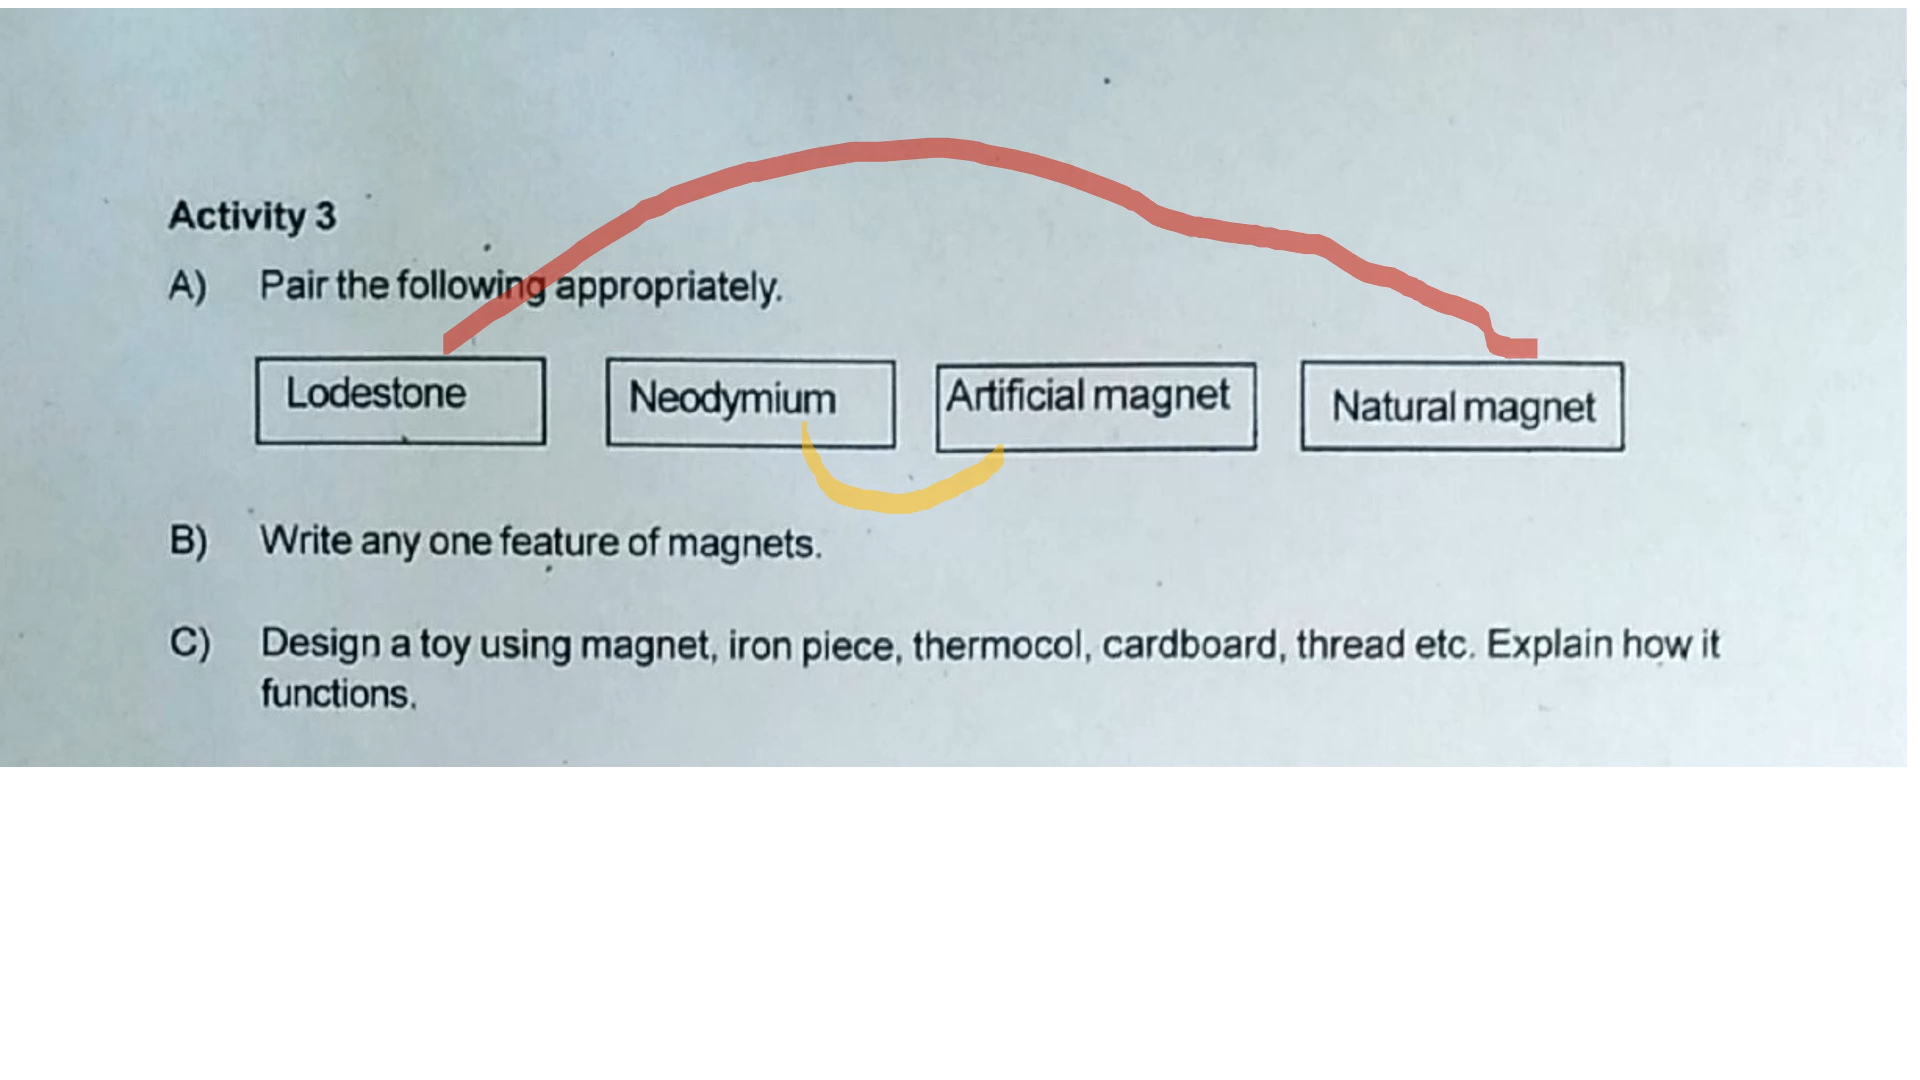 Activity 3
A) Pair the following appropriately.
Lodestone Neodymium Artificial magnet Natural magnet
B) Write any one feature of magnets.
C) Design a toy using magnet, iron piece, thermocol, cardboard, thread etc. Explain how it
functions.